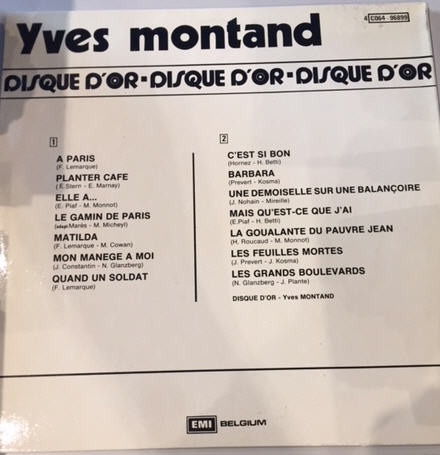 4 C064-96899
Yves montand
DISQUE D'OR-DISQUE D'OR-DISQUE D'OR
1
A PARIS
(F. Lemarque)
PLANTER CAFE
(E.Stern - E. Marnay)
ELLE A...
(E. Piaf - M. Monnot)
LE GAMIN DE PARIS
(adapt Marès - M. Micheyl)
MATILDA
(F. Lemarque - M. Cowan)
MON MANEGE A MOI
(J. Constantin - N. Glanzberg)
QUAND UN SOLDAT
(F. Lemarque)
2
C'EST SI BON
(Hornez - H. Betti)
BARBARA
(Prevert - Kosma)
UNE DEMOISELLE SUR UNE BALANÇOIRE
(J. Nohain - Mireille)
MAIS QU'EST-CE QUE J'AI
(E.Piaf - H. Betti)
LA GOUALANTE DU PAUVRE JEAN
(H. Roucaud - M. Monnot)
LES FEUILLES MORTES
(J. Prevert - J. Kosma)
LES GRANDS BOULEVARDS
(N. Glanzberg - J. Plante)
DISQUE D'OR - Yves MONTAND
EMI BELGIUM